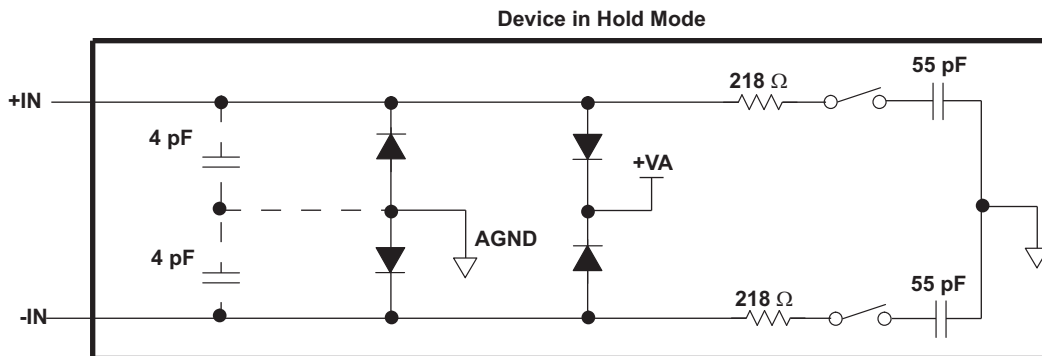 Device in Hold Mode
55 pF
218 Ω
+IN
4 pF
+VA
AGND
4 pF
55 pF
218 Ω
-IN